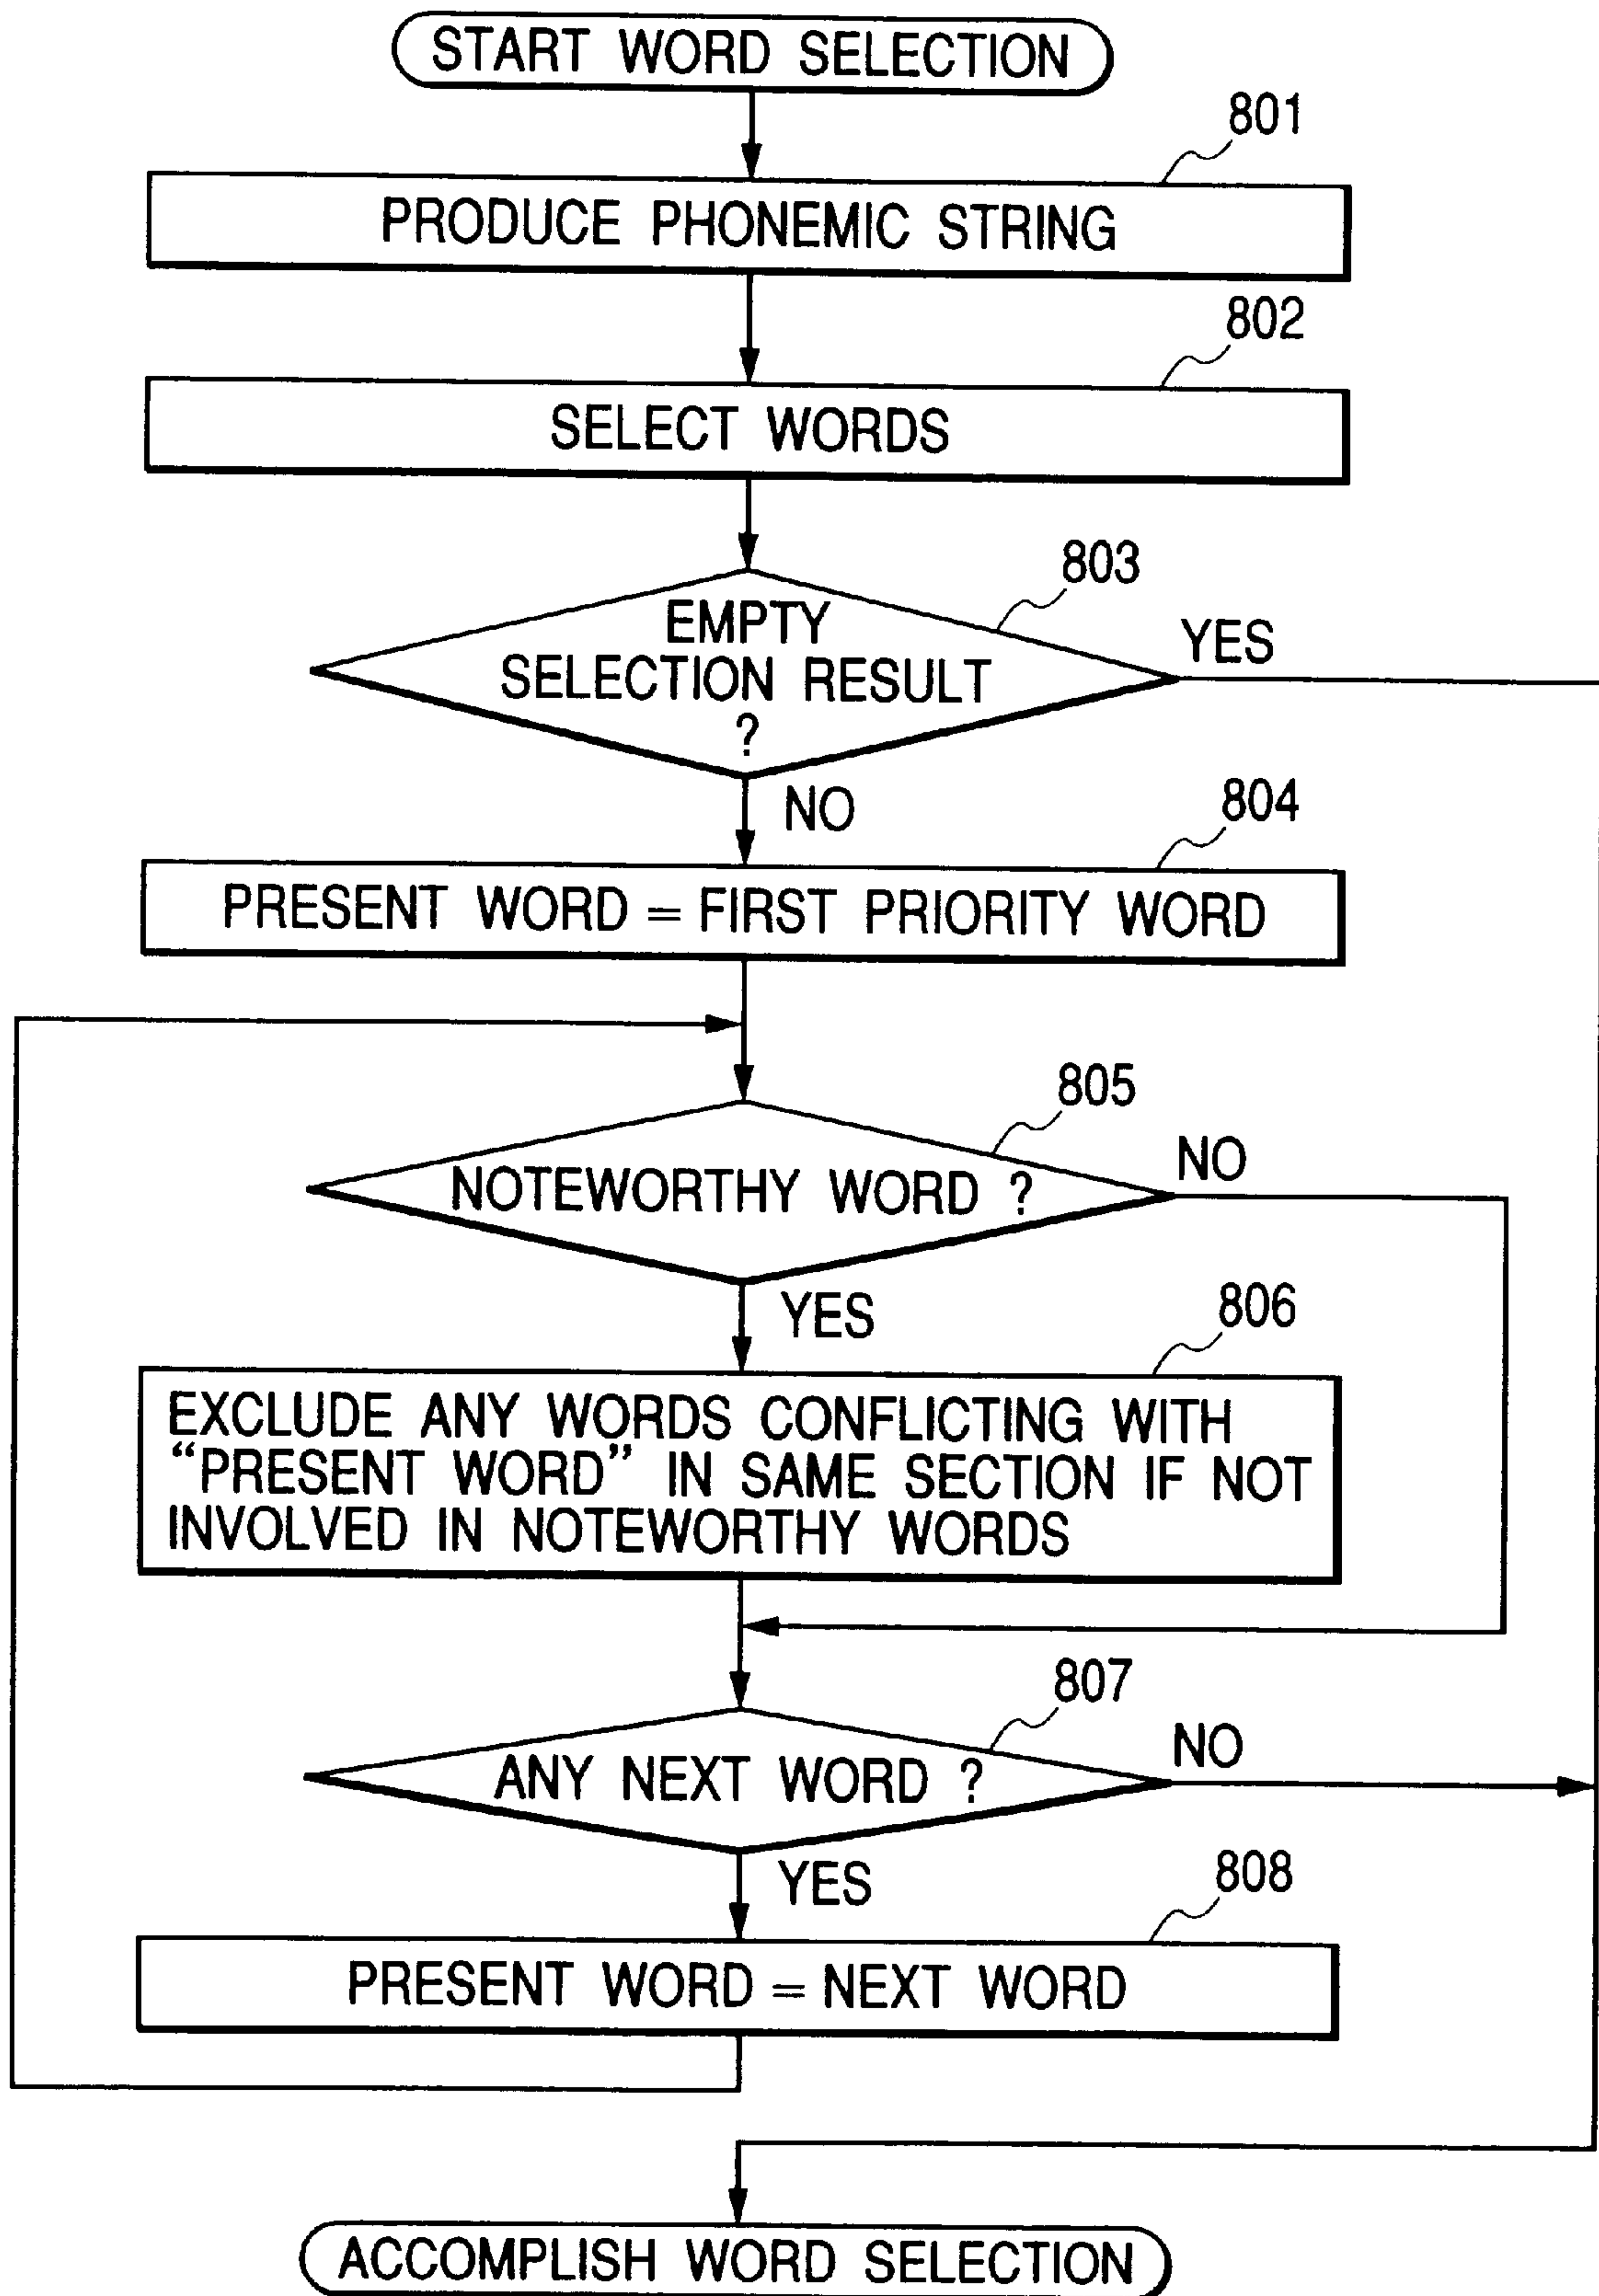 START WORD SELECTION
801
PRODUCE PHONEMIC STRING
802
SELECT WORDS
803
EMPTY
SELECTION RESULT
?
YES
NO
804
PRESENT WORD = FIRST PRIORITY WORD
805
NOTEWORTHY WORD ?
NO
YES
806
EXCLUDE ANY WORDS CONFLICTING WITH
“PRESENT WORD” IN SAME SECTION IF NOT
INVOLVED IN NOTEWORTHY WORDS
807
ANY NEXT WORD ?
NO
YES
808
PRESENT WORD = NEXT WORD
ACCOMPLISH WORD SELECTION